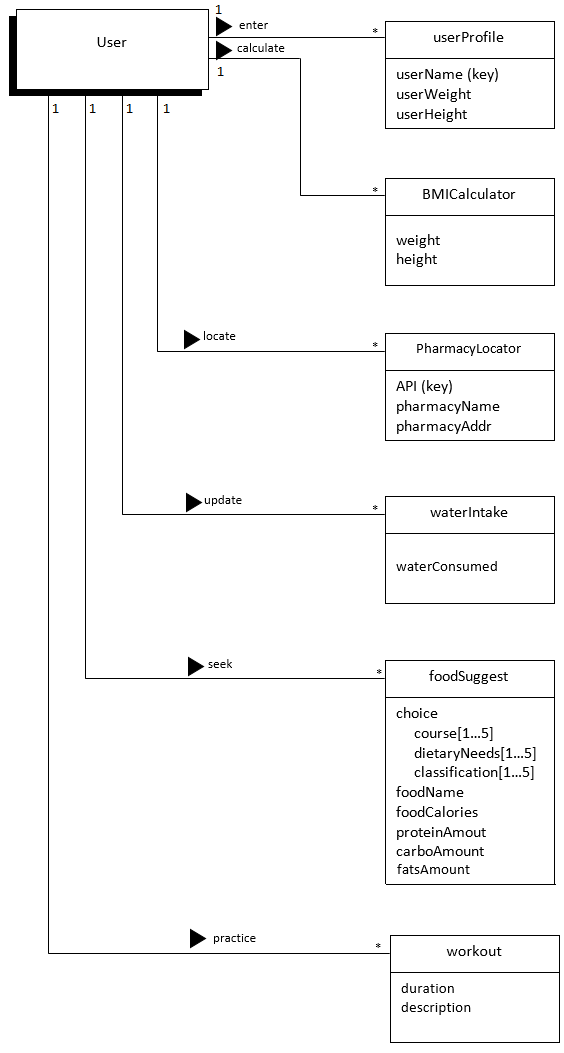 User
1
enter
*
calculate
1
1
1
1
1
userProfile
userName (key)
userWeight
userHeight
*
BMICalculator
weight
height
locate
*
PharmacyLocator
API (key)
pharmacyName
pharmacyAddr
update
*
waterIntake
waterConsumed
seek
*
foodSuggest
choice
course[1...5]
dietaryNeeds[1...5]
classification[1...5]
foodName
foodCalories
proteinAmout
carboAmount
fatsAmount
practice
*
workout
duration
description